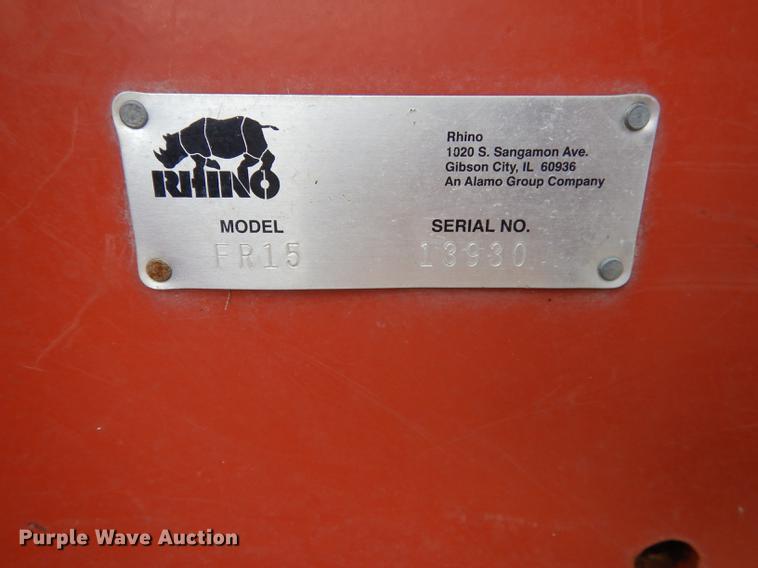 RHINO
Rhino
1020 S. Sangamon Ave.
Gibson City, IL 60936
An Alamo Group Company
MODEL
FR15
SERIAL NO.
13930
Purple Wave Auction